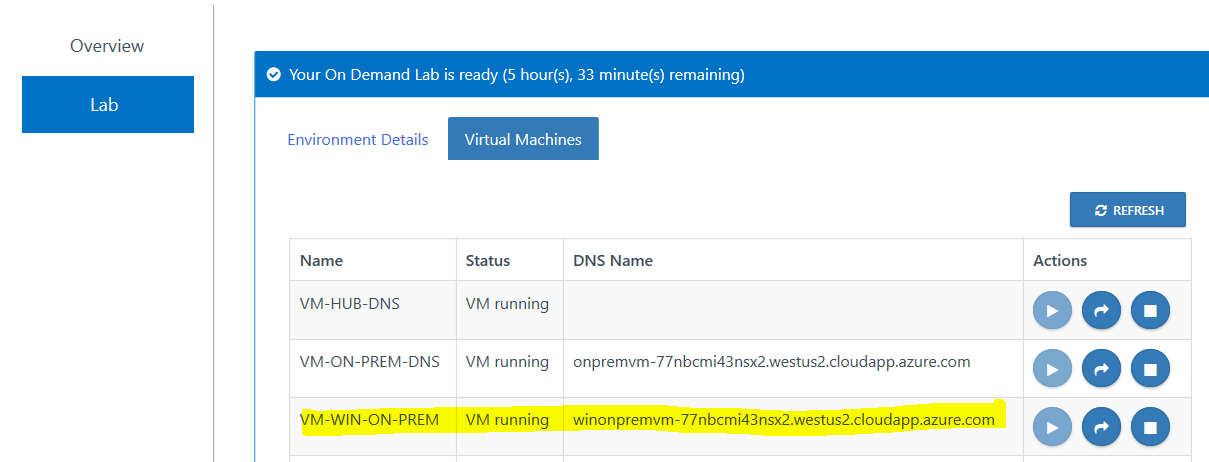 Overview
Lab
Your On Demand Lab is ready (5 hour(s), 33 minute(s) remaining)
Environment Details Virtual Machines
REFRESH
Name Status DNS Name Actions
VM-HUB-DNS VM running
VM-ON-PREM-DNS VM running onpremvm-77nbcmi43nsx2.westus2.cloudapp.azure.com
VM-WIN-ON-PREM VM running winonpremvm-77nbcmi43nsx2.westus2.cloudapp.azure.com